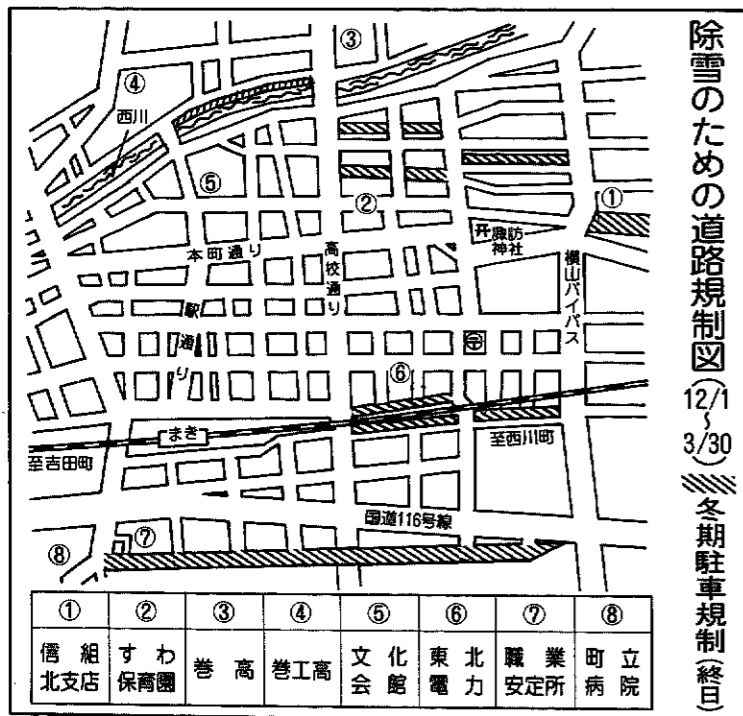 除雪のための道路規制図(12/1〜3/30)
冬期駐車規制(終日)
③
④
西川
⑤
②
①
开諏訪
神社
本町通り
高校通り
横山バイパス
駅通り
〒
⑥
まき
至吉田町
至西川町
国道116号線
⑦
⑧
① ② ③ ④ ⑤ ⑥ ⑦ ⑧
信組 すわ 巻高 巻工高 文化 東北 職業 町立
北支店 保育園 会館 電力 安定所 病院